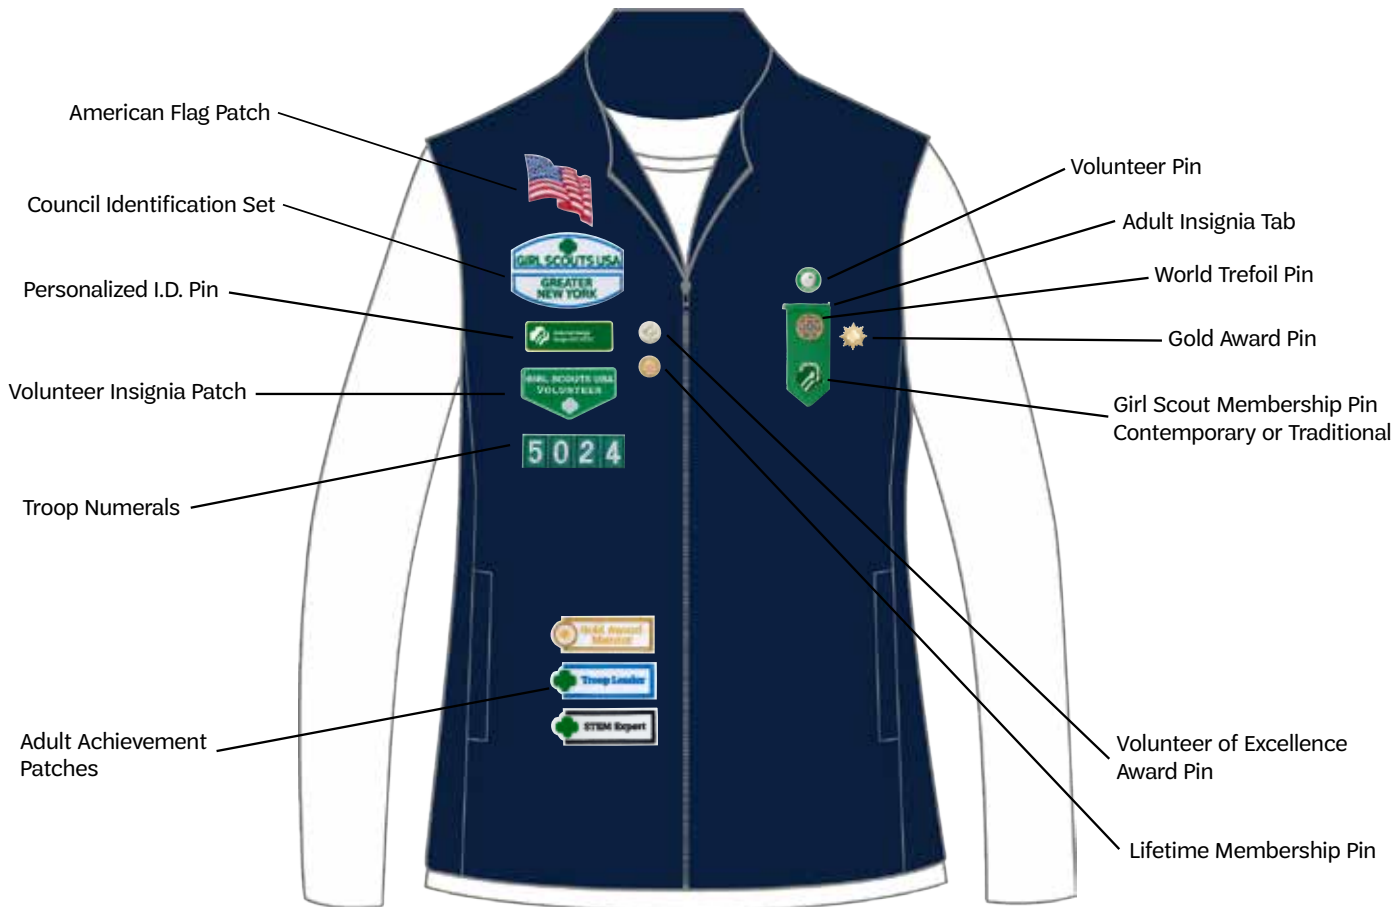 American Flag Patch
Council Identification Set
Personalized I.D. Pin
Volunteer Insignia Patch
Troop Numerals
Adult Achievement
Patches
GIRL SCOUTS USA
GREATER
NEW YORK
GIRL SCOUTS USA
VOLUNTEER
5024
Gold Award
Mentor
Troop Leader
STEM Expert
Volunteer Pin
Adult Insignia Tab
World Trefoil Pin
Gold Award Pin
Girl Scout Membership Pin
Contemporary or Traditional
Volunteer of Excellence
Award Pin
Lifetime Membership Pin